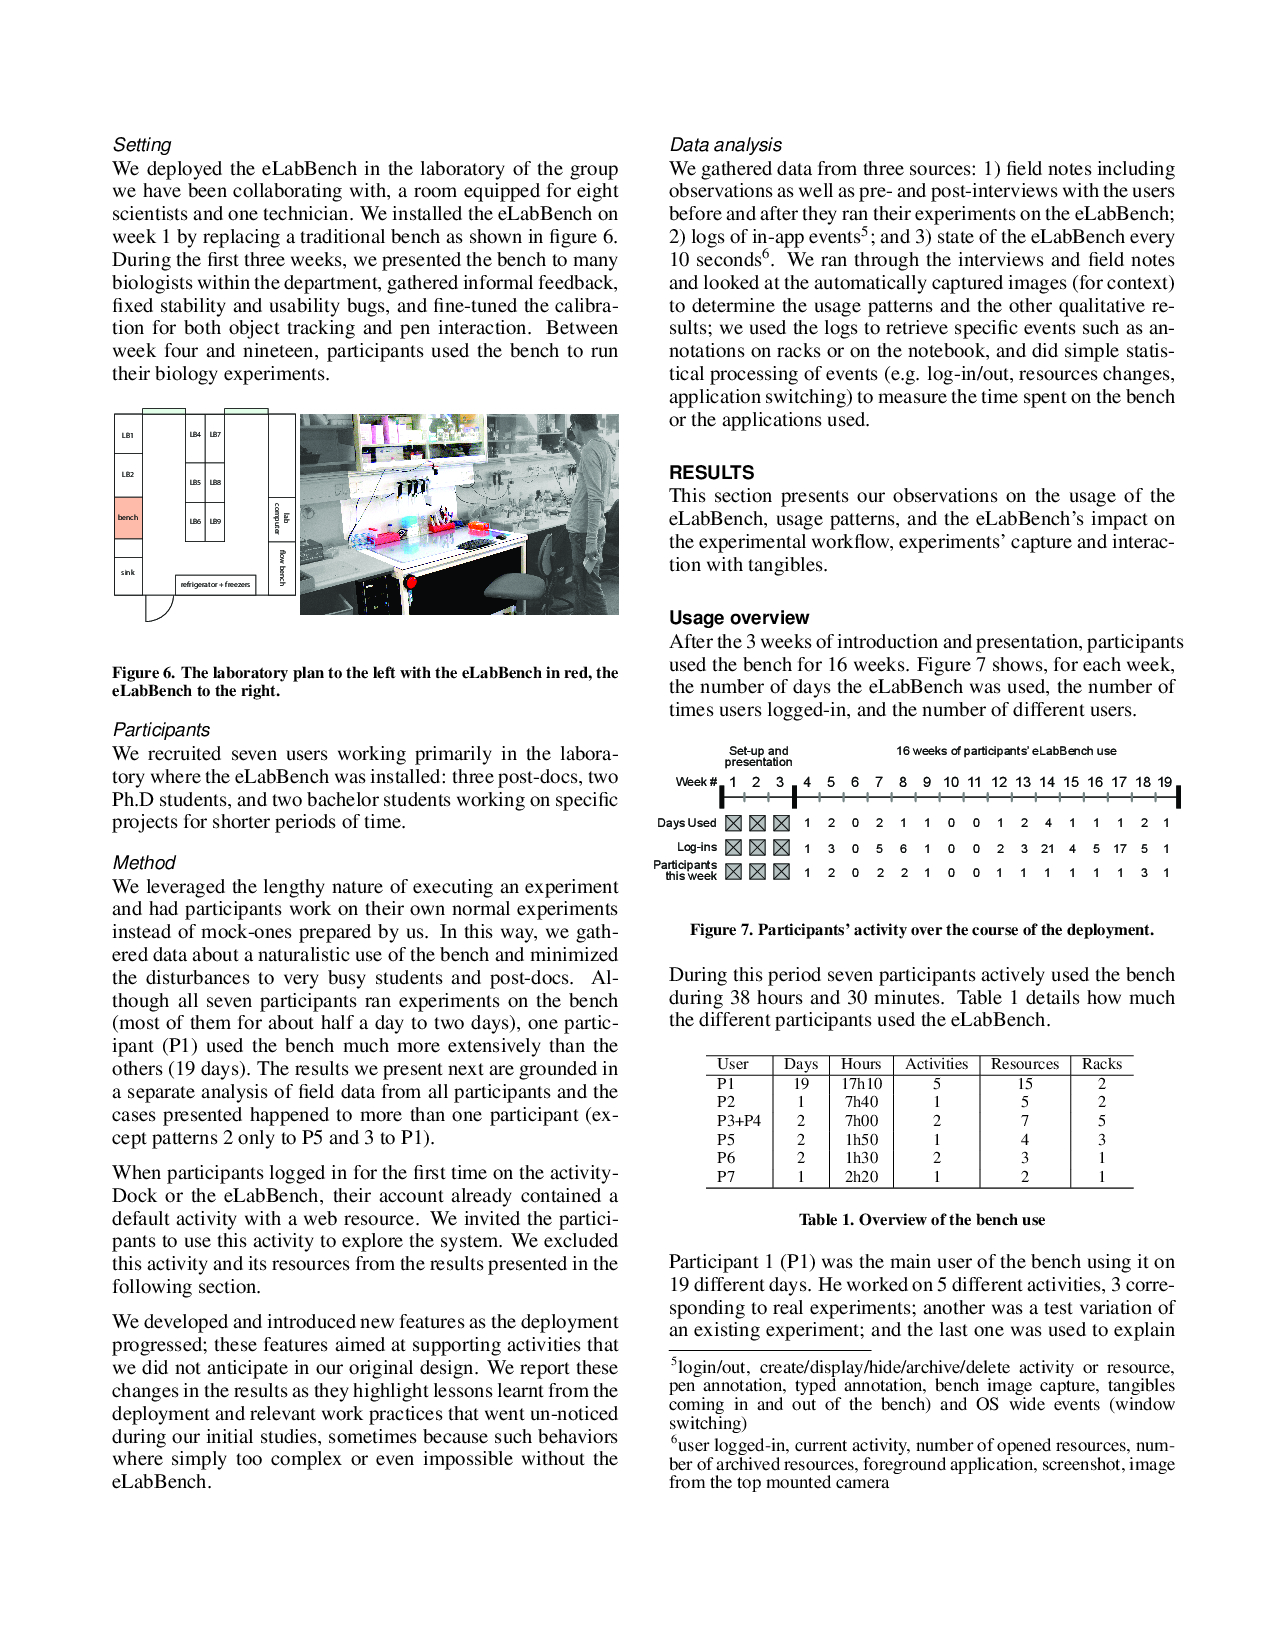 Setting
We deployed the eLabBench in the laboratory of the group
we have been collaborating with, a room equipped for eight
scientists and one technician. We installed the eLabBench on
week 1 by replacing a traditional bench as shown in figure 6.
During the first three weeks, we presented the bench to many
biologists within the department, gathered informal feedback,
fixed stability and usability bugs, and fine-tuned the calibra-
tion for both object tracking and pen interaction. Between
week four and nineteen, participants used the bench to run
their biology experiments.
LB1
LB4 LB7
LB2
LB5 LB8
bench
LB6 LB9
lab computer
sink
refrigerator + freezers
flow bench
Figure 6. The laboratory plan to the left with the eLabBench in red, the
eLabBench to the right.
Participants
We recruited seven users working primarily in the labora-
tory where the eLabBench was installed: three post-docs, two
Ph.D students, and two bachelor students working on specific
projects for shorter periods of time.
Method
We leveraged the lengthy nature of executing an experiment
and had participants work on their own normal experiments
instead of mock-ones prepared by us. In this way, we gath-
ered data about a naturalistic use of the bench and minimized
the disturbances to very busy students and post-docs. Al-
though all seven participants ran experiments on the bench
(most of them for about half a day to two days), one partic-
ipant (P1) used the bench much more extensively than the
others (19 days). The results we present next are grounded in
a separate analysis of field data from all participants and the
cases presented happened to more than one participant (ex-
cept patterns 2 only to P5 and 3 to P1).
When participants logged in for the first time on the activity-
Dock or the eLabBench, their account already contained a
default activity with a web resource. We invited the partici-
pants to use this activity to explore the system. We excluded
this activity and its resources from the results presented in the
following section.
We developed and introduced new features as the deployment
progressed; these features aimed at supporting activities that
we did not anticipate in our original design. We report these
changes in the results as they highlight lessons learnt from the
deployment and relevant work practices that went un-noticed
during our initial studies, sometimes because such behaviors
where simply too complex or even impossible without the
eLabBench.
Data analysis
We gathered data from three sources: 1) field notes including
observations as well as pre- and post-interviews with the users
before and after they ran their experiments on the eLabBench;
2) logs of in-app events5; and 3) state of the eLabBench every
10 seconds6. We ran through the interviews and field notes
and looked at the automatically captured images (for context)
to determine the usage patterns and the other qualitative re-
sults; we used the logs to retrieve specific events such as an-
notations on racks or on the notebook, and did simple statis-
tical processing of events (e.g. log-in/out, resources changes,
application switching) to measure the time spent on the bench
or the applications used.
RESULTS
This section presents our observations on the usage of the
eLabBench, usage patterns, and the eLabBench's impact on
the experimental workflow, experiments' capture and interac-
tion with tangibles.
Usage overview
After the 3 weeks of introduction and presentation, participants
used the bench for 16 weeks. Figure 7 shows, for each week,
the number of days the eLabBench was used, the number of
times users logged-in, and the number of different users.
Set-up and
presentation
16 weeks of participants' eLabBench use
Week # 1 2 3 4 5 6 7 8 9 10 11 12 13 14 15 16 17 18 19
Days Used 1 2 0 2 1 1 0 0 1 2 4 1 1 1 2 1
Log-ins 1 3 0 5 6 1 0 0 2 3 21 4 5 17 5 1
Participants
this week 1 2 0 2 2 1 0 0 1 1 1 1 1 1 3 1
Figure 7. Participants' activity over the course of the deployment.
During this period seven participants actively used the bench
during 38 hours and 30 minutes. Table 1 details how much
the different participants used the eLabBench.
User Days Hours Activities Resources Racks
P1 19 17h10 5 15 2
P2 1 7h40 1 5 2
P3+P4 2 7h00 2 7 5
P5 2 1h50 1 4 3
P6 2 1h30 2 3 1
P7 1 2h20 1 2 1
Table 1. Overview of the bench use
Participant 1 (P1) was the main user of the bench using it on
19 different days. He worked on 5 different activities, 3 corre-
sponding to real experiments; another was a test variation of
an existing experiment; and the last one was used to explain
5login/out, create/display/hide/archive/delete activity or resource,
pen annotation, typed annotation, bench image capture, tangibles
coming in and out of the bench) and OS wide events (window
switching)
6user logged-in, current activity, number of opened resources, num-
ber of archived resources, foreground application, screenshot, image
from the top mounted camera